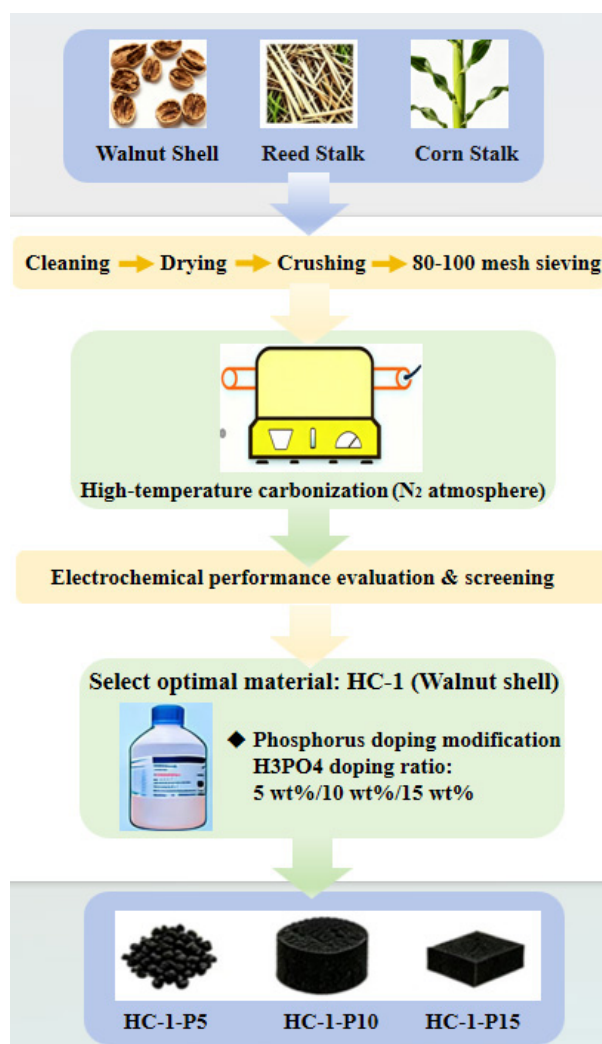 Walnut Shell Reed Stalk Corn Stalk
Cleaning Drying Crushing 80-100 mesh sieving
High-temperature carbonization (N₂ atmosphere)
Electrochemical performance evaluation & screening
Select optimal material: HC-1 (Walnut shell)
Phosphorus doping modification
H3PO4 doping ratio:
5 wt%/10 wt%/15 wt%
HC-1-P5 HC-1-P10 HC-1-P15